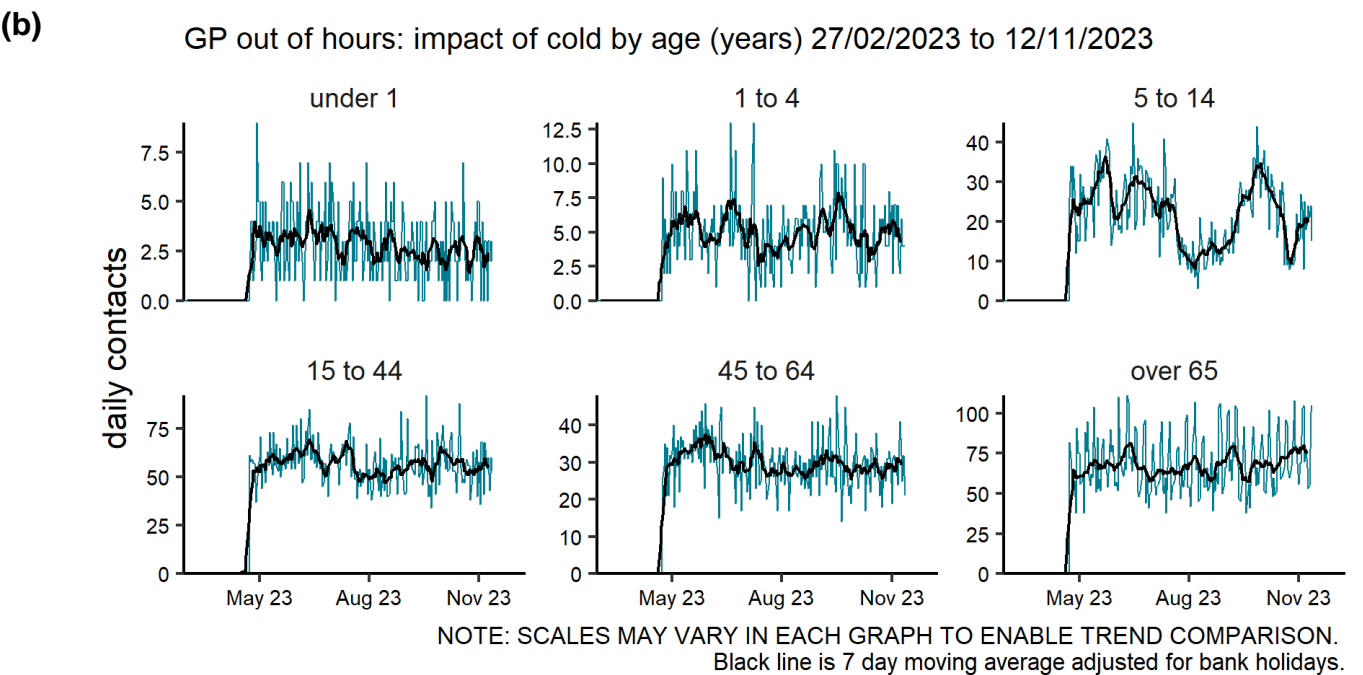 (b)
GP out of hours: impact of cold by age (years) 27/02/2023 to 12/11/2023
daily contacts
under 1
7.5
5.0
2.5
0.0
1 to 4
12.5
10.0
7.5
5.0
2.5
0.0
5 to 14
40
30
20
10
0
15 to 44
75
50
25
0
May 23 Aug 23 Nov 23
45 to 64
40
30
20
10
0
May 23 Aug 23 Nov 23
over 65
100
75
50
25
0
May 23 Aug 23 Nov 23
NOTE: SCALES MAY VARY IN EACH GRAPH TO ENABLE TREND COMPARISON.
Black line is 7 day moving average adjusted for bank holidays.